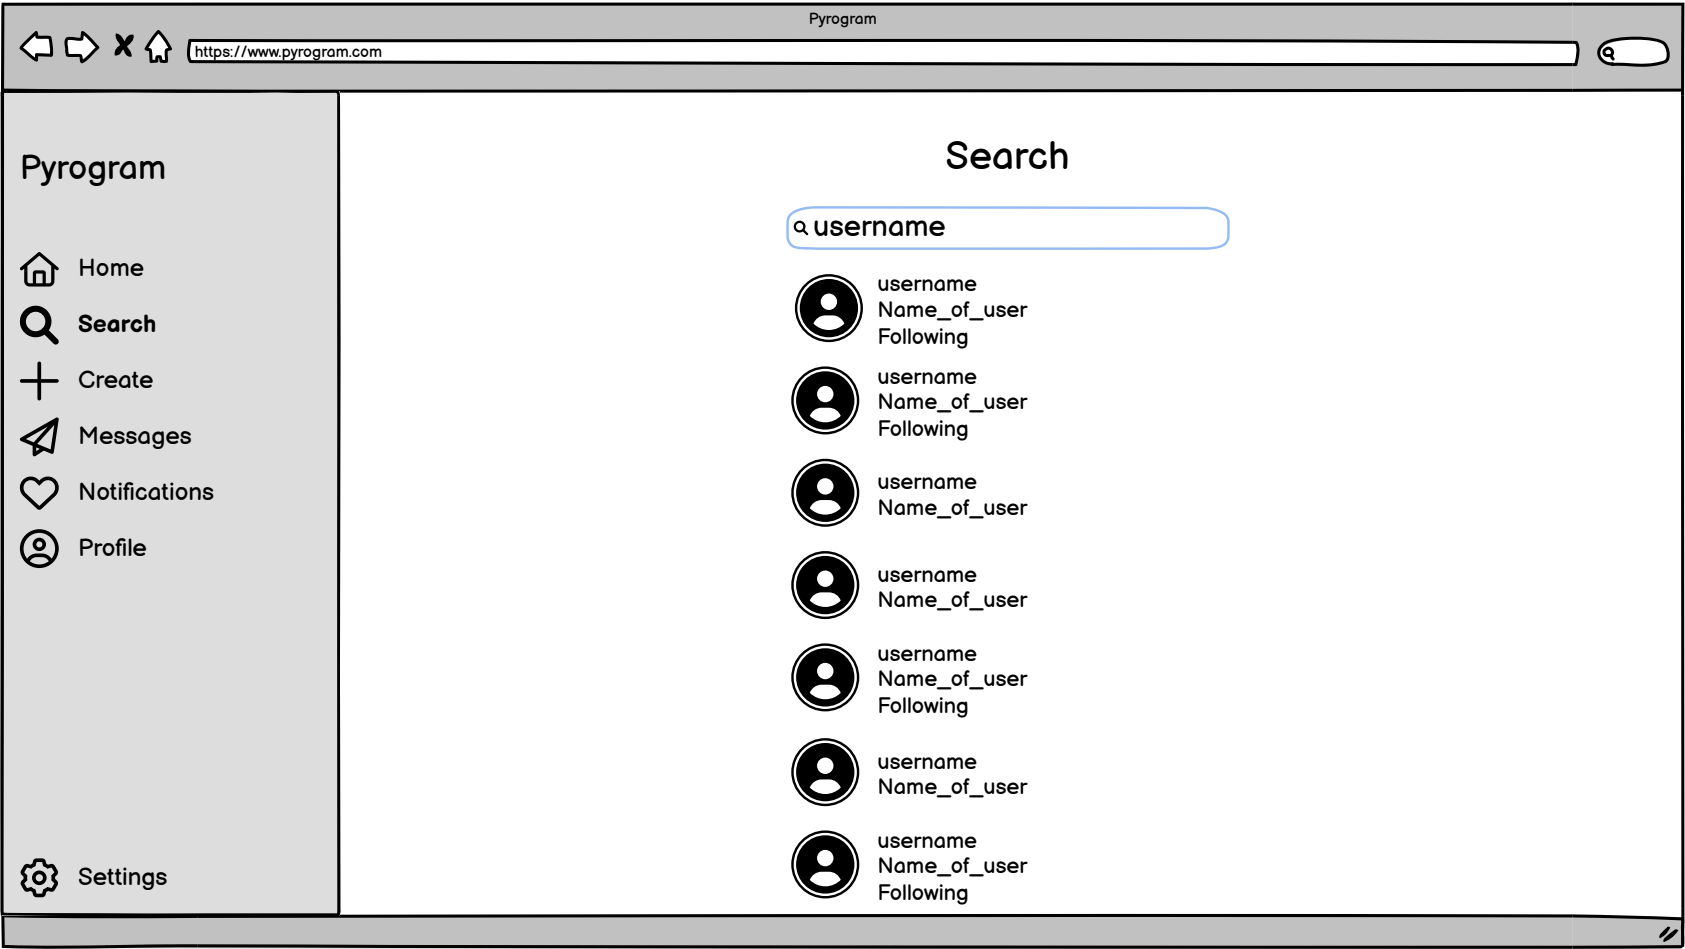 Pyrogram
https://www.pyrogram.com
Pyrogram
Home
Search
Create
Messages
Notifications
Profile
Settings
Search
username
username
Name_of_user
Following
username
Name_of_user
Following
username
Name_of_user
username
Name_of_user
username
Name_of_user
Following
username
Name_of_user
username
Name_of_user
Following